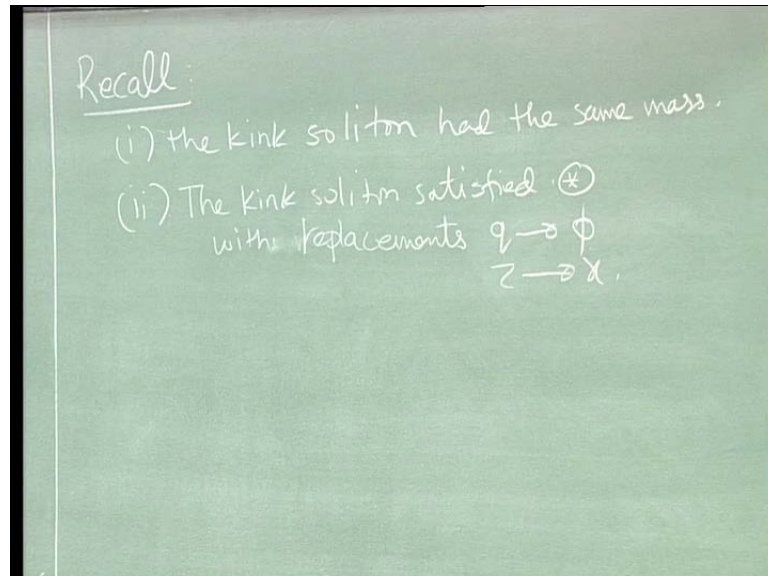 Recall:
(i) the kink soliton had the same mass.
(ii) The kink soliton satisfied ⊛
with replacements q → ϕ
τ → x.